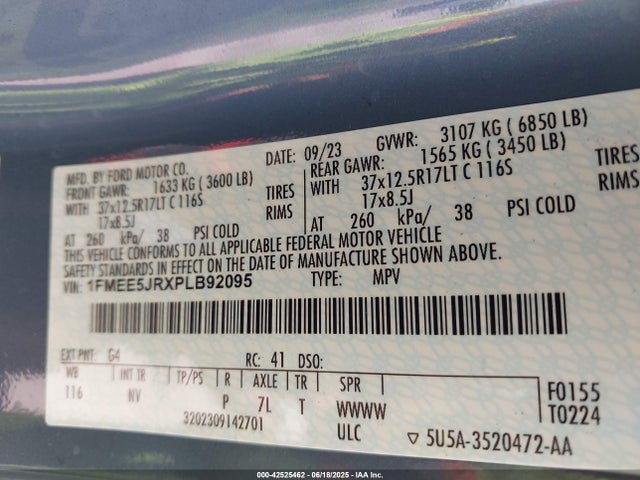 MFD. BY FORD MOTOR CO.
DATE: 09/23 GVWR: 3107 KG ( 6850 LB)
FRONT GAWR: 1633 KG ( 3600 LB)
REAR GAWR: 1565 KG ( 3450 LB)
WITH 37x12.5R17LT C 116S TIRES
WITH 37x12.5R17LT C 116S TIRES
17x8.5J RIMS
17x8.5J RIMS
AT 260 kPa/ 38 PSI COLD
AT 260 kPa/ 38 PSI COLD
THIS VEHICLE CONFORMS TO ALL APPLICABLE FEDERAL MOTOR VEHICLE
SAFETY STANDARDS IN EFFECT ON THE DATE OF MANUFACTURE SHOWN ABOVE.
VIN: 1FMEE5JRXPLB92095 TYPE: MPV
EXT PNT: G4 RC: 41 DSO:
WB INT TR TP/PS R AXLE TR SPR
116 NV P 7L T WWWW
F0155
T0224
3202309142701 ULC ▽ 5U5A-3520472-AA
000-42525462 - 06/18/2025 - IAA Inc.